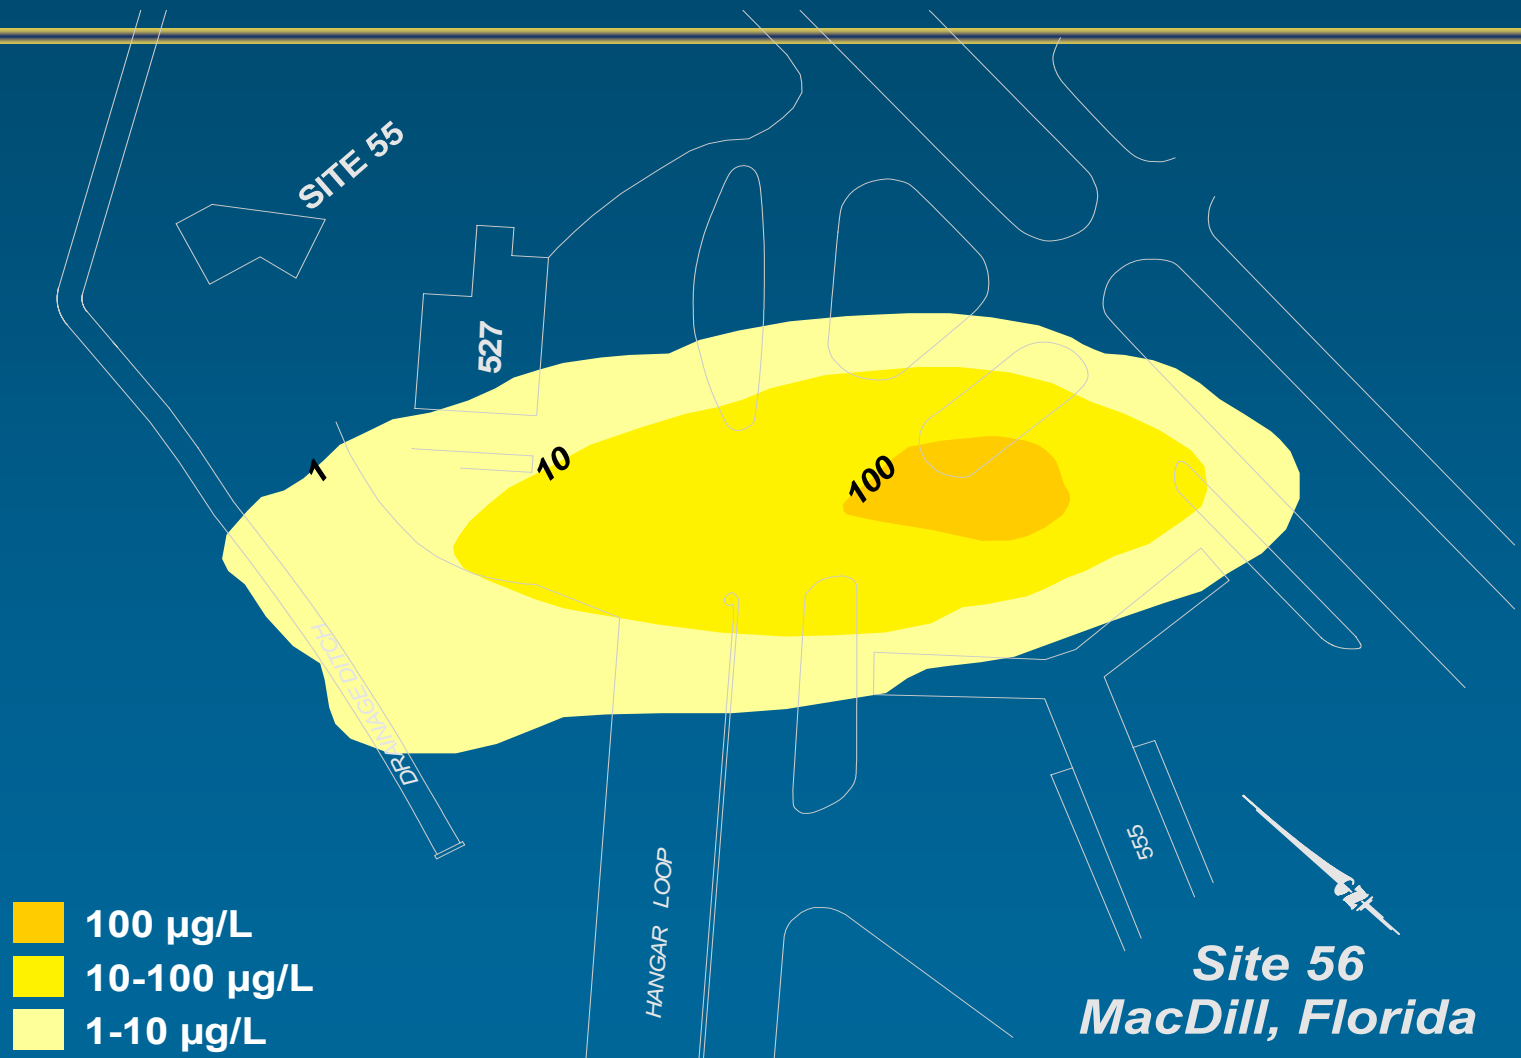 SITE 55
527
1
10
100
DRAINAGE DITCH
HANGAR LOOP
555
N
100 µg/L
10-100 µg/L
1-10 µg/L
Site 56
MacDill, Florida